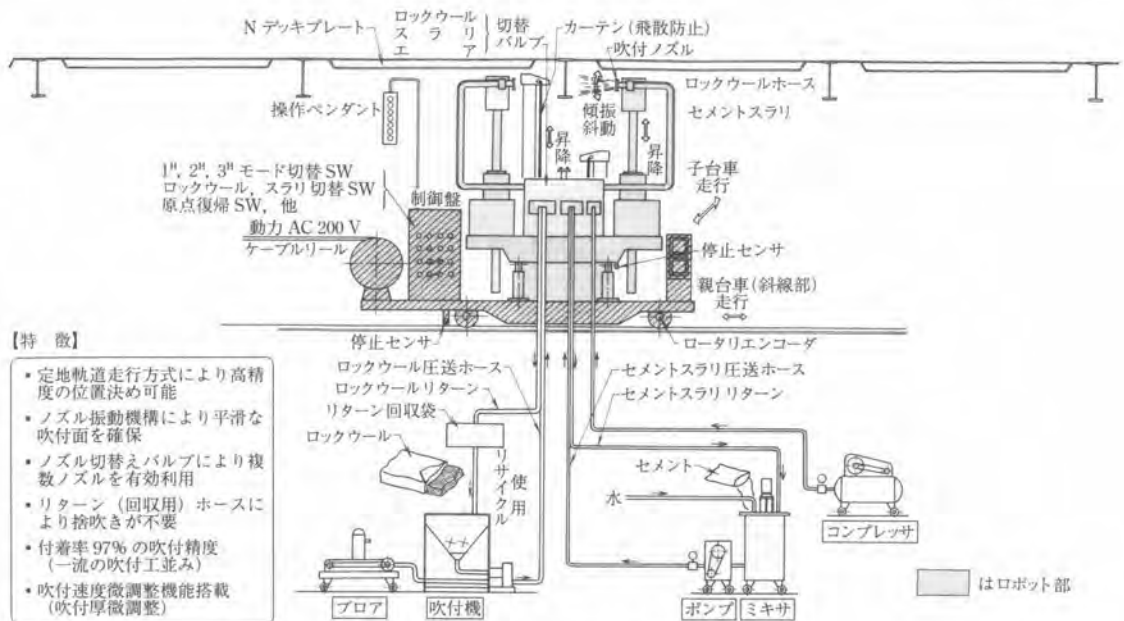 Nデッキプレート
ロックウール
スラリ
エア
切替
バルブ
カーテン(飛散防止)
吹付ノズル
ロックウールホース
セメントスラリ
操作ペンダント
傾振
斜動
昇降
昇降
子台車
走行
1ᴴ, 2ᴴ, 3ᴴ モード切替 SW
ロックウール, スラリ切替 SW
原点復帰SW, 他
制御盤
動力 AC 200 V
ケーブルリール
停止センサ
親台車(斜線部)
走行
停止センサ
ロータリエンコーダ
【特 徴】
・定地軌道走行方式により高精
度の位置決め可能
・ノズル振動機構により平滑な
吹付面を確保
・ノズル切替えバルブにより複
数ノズルを有効利用
・リターン(回収用)ホースに
より捨吹きが不要
・付着率97%の吹付精度
(一流の吹付工並み)
・吹付速度微調整機能搭載
(吹付厚微調整)
ロックウール圧送ホース
ロックウールリターン
リターン回収袋
ロックウール
リサイクル
使用
セメントスラリ圧送ホース
セメントスラリリターン
セメント
水
コンプレッサ
ブロア
吹付機
ポンプ
ミキサ
はロボット部